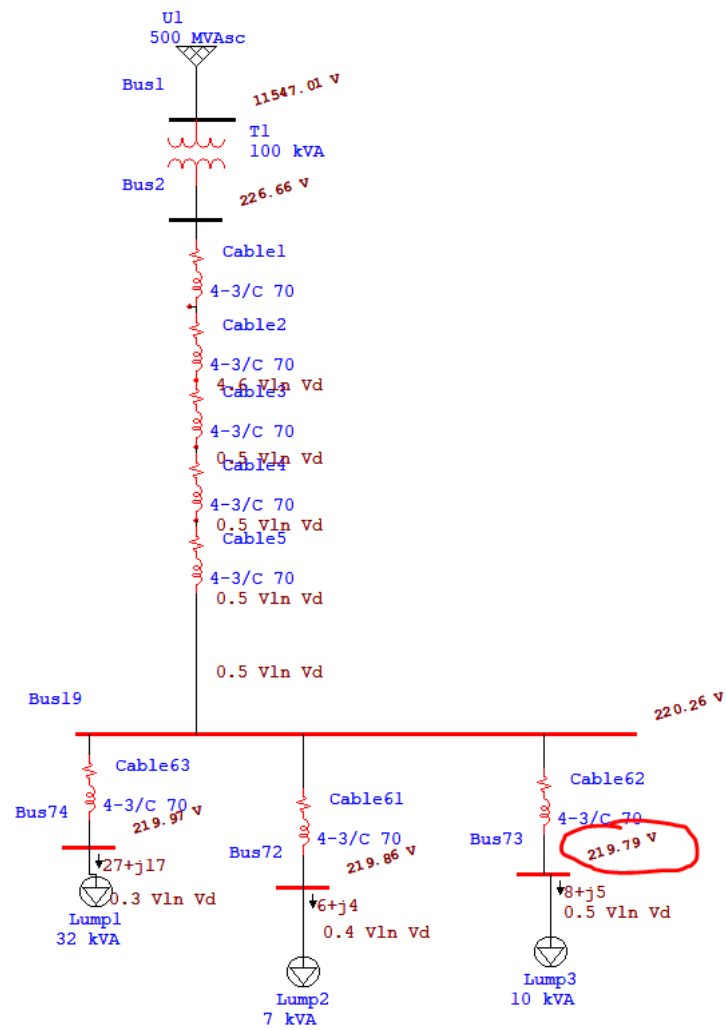 U1
500 MVAsc
Bus1
11547.01 V
T1
100 kVA
Bus2
226.66 V
Cable1
4-3/C 70
Cable2
4-3/C 70
4.6 Vln Vd
Cable3
4-3/C 70
0.5 Vln Vd
Cable4
4-3/C 70
0.5 Vln Vd
Cable5
4-3/C 70
0.5 Vln Vd
0.5 Vln Vd
Bus19
220.26 V
Cable63
4-3/C 70
Bus74
219.97 V
27+j17
0.3 Vln Vd
Lump1
32 kVA
Cable61
4-3/C 70
Bus72
219.86 V
6+j4
0.4 Vln Vd
Lump2
7 kVA
Cable62
4-3/C 70
Bus73
219.79 V
8+j5
0.5 Vln Vd
Lump3
10 kVA